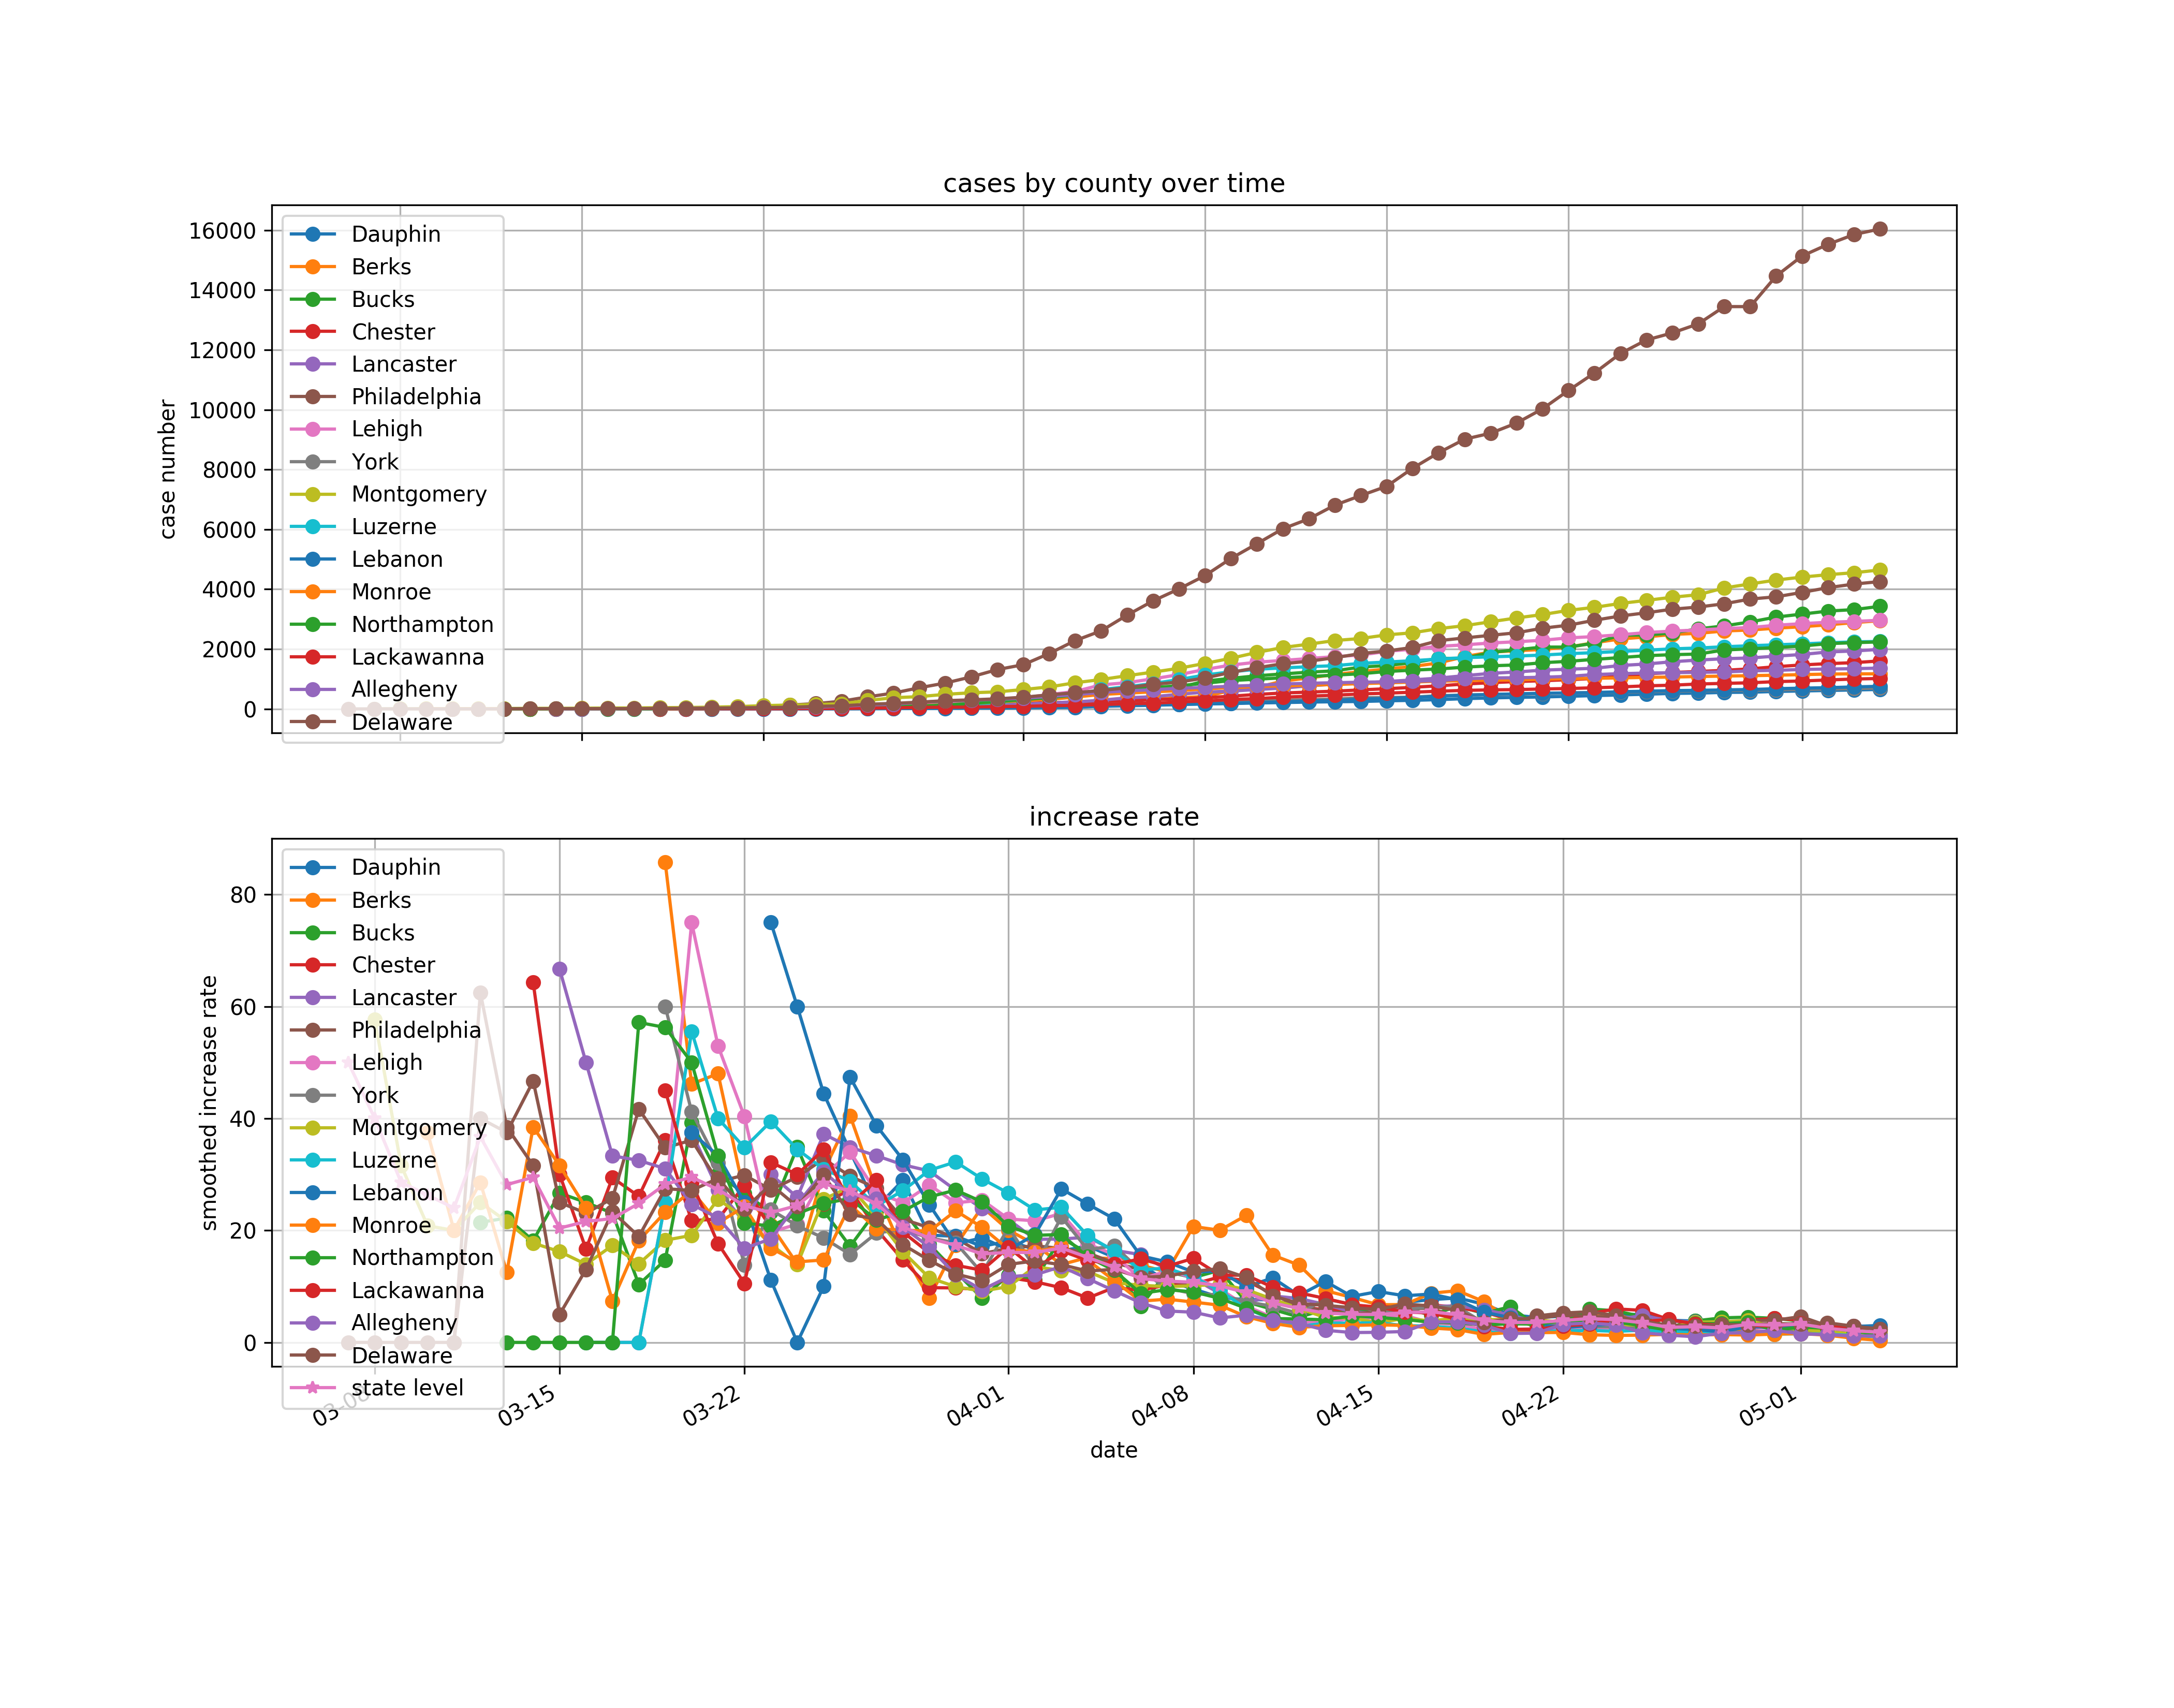 cases by county over time
16000
14000
12000
10000
8000
6000
4000
2000
0
case number
Dauphin
Berks
Bucks
Chester
Lancaster
Philadelphia
Lehigh
York
Montgomery
Luzerne
Lebanon
Monroe
Northampton
Lackawanna
Allegheny
Delaware
increase rate
80
60
40
20
0
smoothed increase rate
Dauphin
Berks
Bucks
Chester
Lancaster
Philadelphia
Lehigh
York
Montgomery
Luzerne
Lebanon
Monroe
Northampton
Lackawanna
Allegheny
Delaware
state level
03-15
03-22
04-01
04-08
04-15
04-22
05-01
date